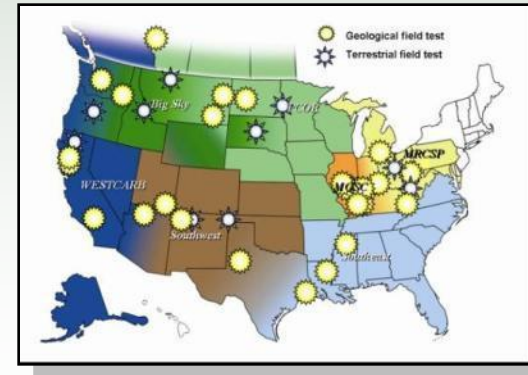 Geological field test
Terrestrial field test
Big Sky
PCOR
MRCSP
MGSC
WESTCARB
Southwest
Southeast